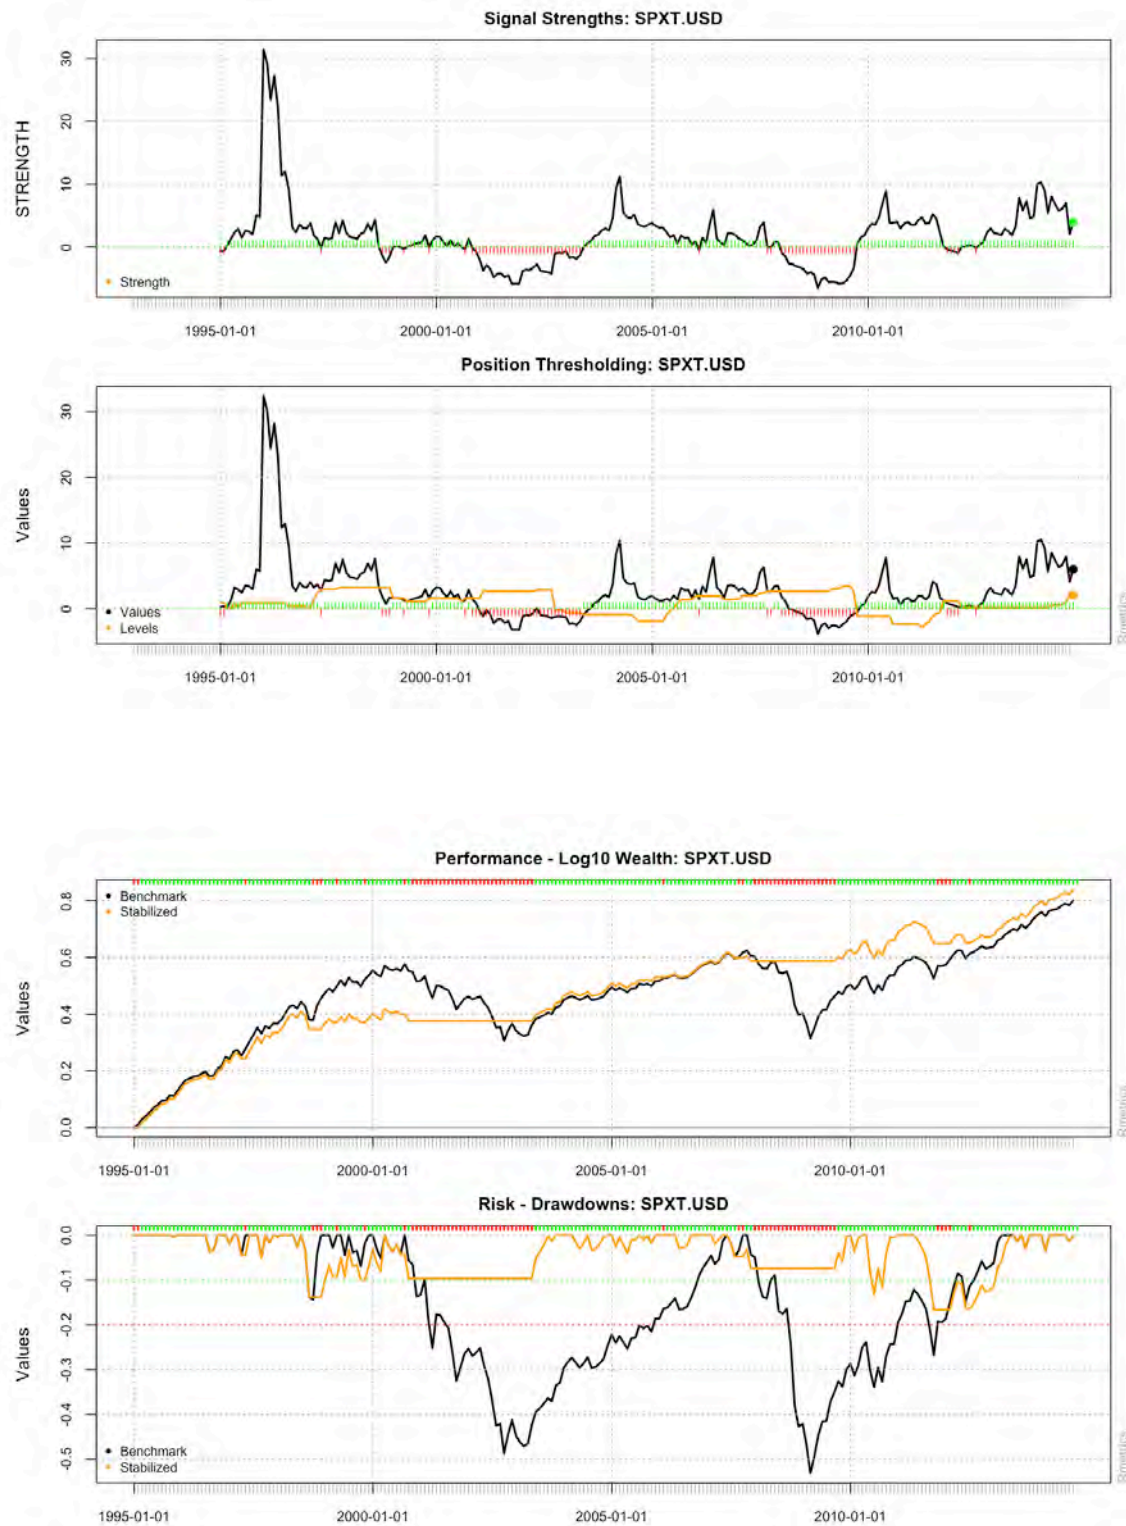 Signal Strengths: SPXT.USD
STRENGTH
30
20
10
0
Strength
1995-01-01 2000-01-01 2005-01-01 2010-01-01
Position Thresholding: SPXT.USD
Values
30
20
10
0
Values
Levels
Rmetrics
1995-01-01 2000-01-01 2005-01-01 2010-01-01
Performance - Log10 Wealth: SPXT.USD
Benchmark
Stabilized
Values
0.8
0.6
0.4
0.2
0.0
Rmetrics
1995-01-01 2000-01-01 2005-01-01 2010-01-01
Risk - Drawdowns: SPXT.USD
Values
0.0
-0.1
-0.2
-0.3
-0.4
-0.5
Benchmark
Stabilized
Rmetrics
1995-01-01 2000-01-01 2005-01-01 2010-01-01